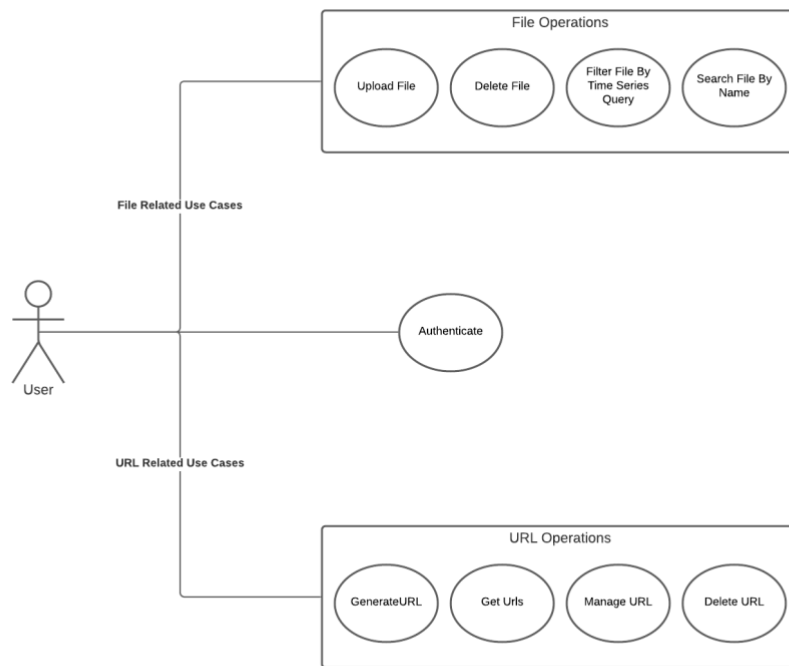 File Operations
Upload File
Delete File
Filter File By
Time Series
Query
Search File By
Name
File Related Use Cases
Authenticate
User
URL Related Use Cases
URL Operations
GenerateURL
Get Urls
Manage URL
Delete URL